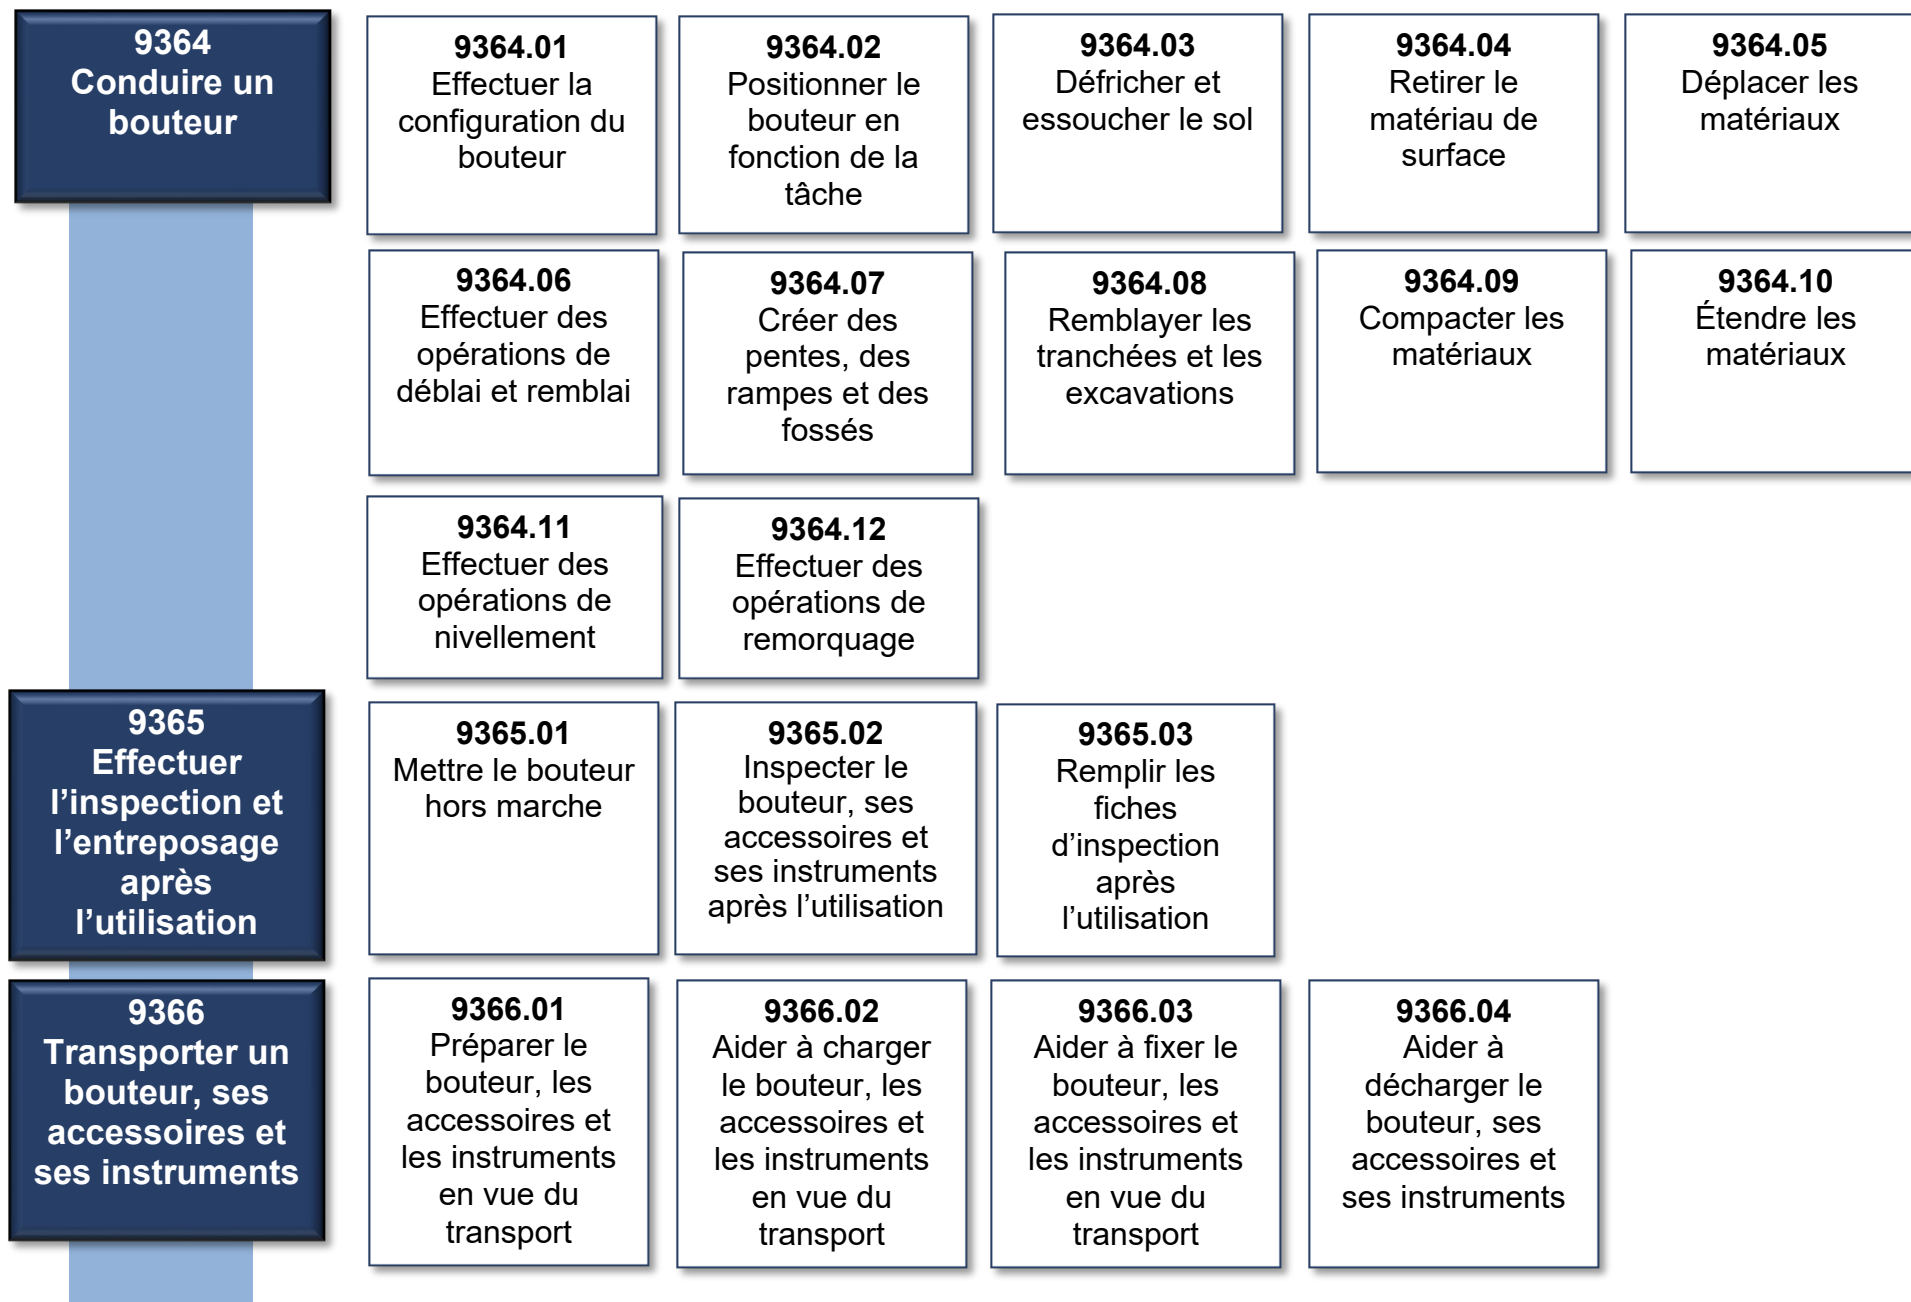 9364
Conduire un
bouteur
9364.01
Effectuer la
configuration du
bouteur
9364.02
Positionner le
bouteur en
fonction de la
tâche
9364.03
Défricher et
essoucher le sol
9364.04
Retirer le
matériau de
surface
9364.05
Déplacer les
matériaux
9364.06
Effectuer des
opérations de
déblai et remblai
9364.07
Créer des
pentes, des
rampes et des
fossés
9364.08
Remblayer les
tranchées et les
excavations
9364.09
Compacter les
matériaux
9364.10
Étendre les
matériaux
9364.11
Effectuer des
opérations de
nivellement
9364.12
Effectuer des
opérations de
remorquage
9365
Effectuer
l’inspection et
l’entreposage
après
l’utilisation
9365.01
Mettre le bouteur
hors marche
9365.02
Inspecter le
bouteur, ses
accessoires et
ses instruments
après l’utilisation
9365.03
Remplir les
fiches
d’inspection
après
l’utilisation
9366
Transporter un
bouteur, ses
accessoires et
ses instruments
9366.01
Préparer le
bouteur, les
accessoires et
les instruments
en vue du
transport
9366.02
Aider à charger
le bouteur, les
accessoires et
les instruments
en vue du
transport
9366.03
Aider à fixer le
bouteur, les
accessoires et
les instruments
en vue du
transport
9366.04
Aider à
décharger le
bouteur, ses
accessoires et
ses instruments